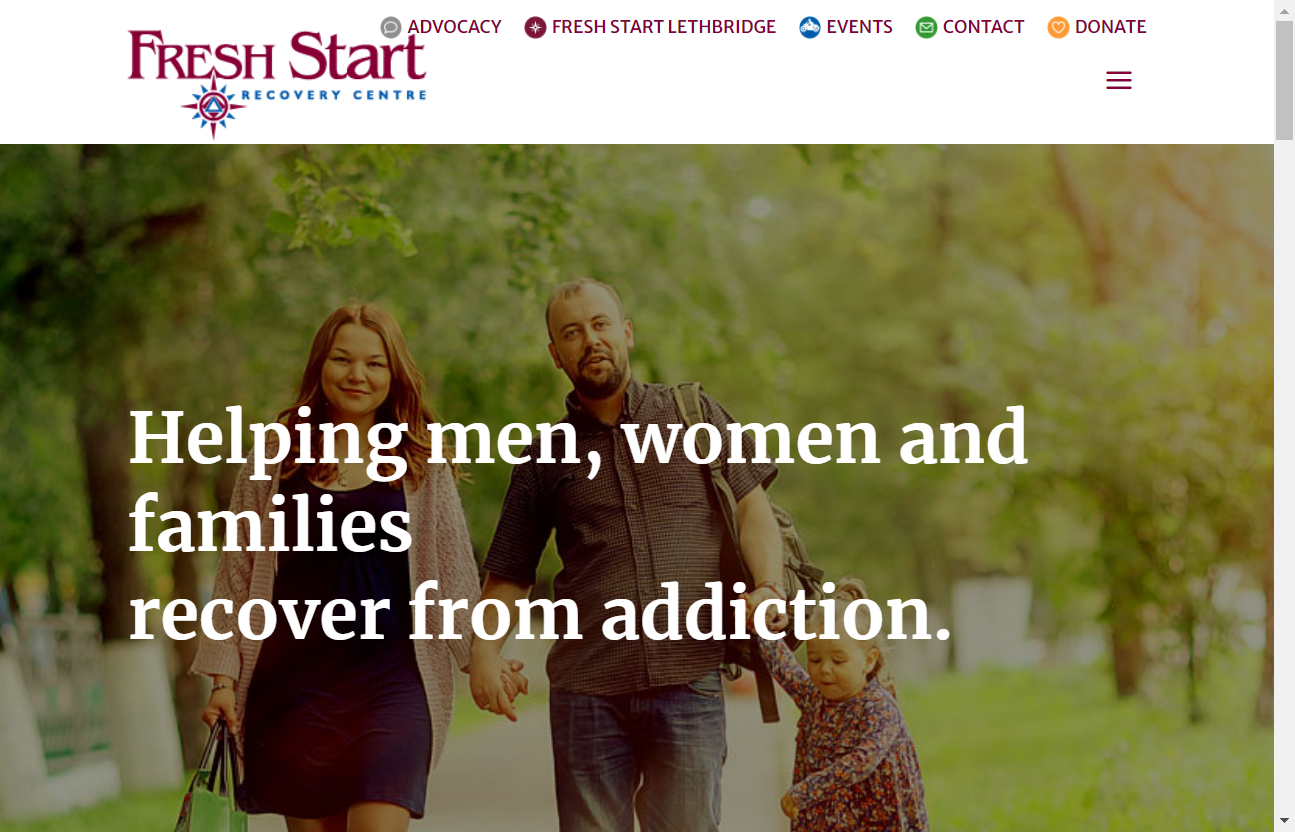 ADVOCACY
FRESH START LETHBRIDGE
EVENTS
CONTACT
DONATE
FRESH START
RECOVERY CENTRE
Helping men, women and
families
recover from addiction.